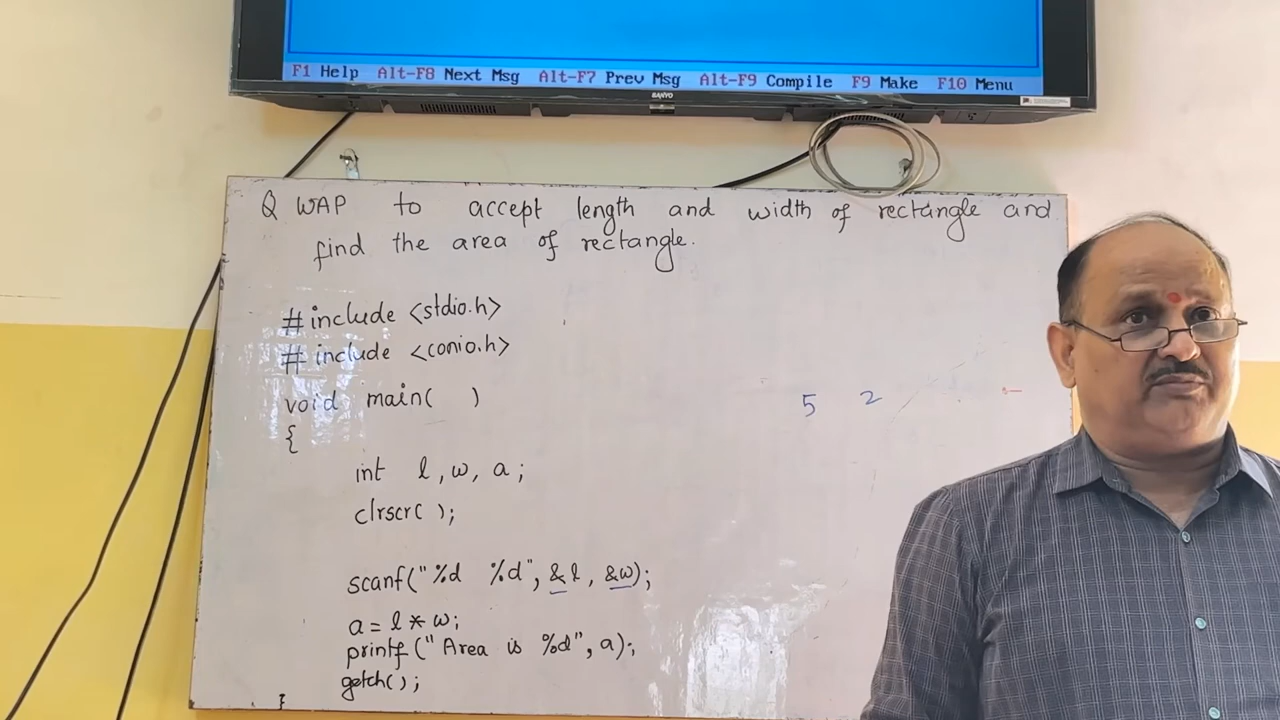 F1 Help Alt-F8 Next Msg Alt-F7 Prev Msg Alt-F9 Compile F9 Make F10 Menu
SANYO
Q WAP to accept length and width of rectangle and
find the area of rectangle.
# include <stdio.h>
# include <conio.h>
void main( )
5 2
{
int l, w, a;
clrscr( );
scanf("%d %d", &l, &w);
a = l * w;
printf("Area is %d", a);
getch();
}